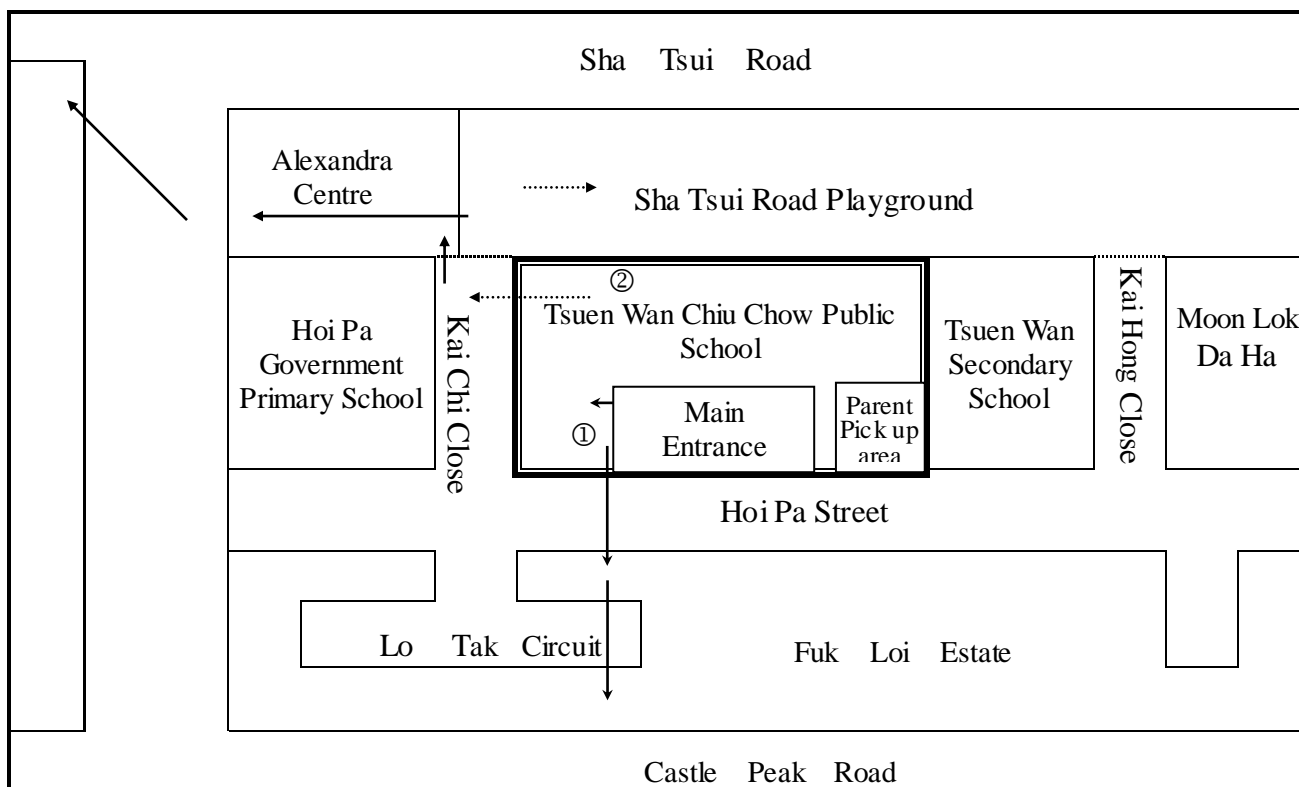 Sha Tsui Road
Alexandra
Centre
Sha Tsui Road Playground
Hoi Pa
Government
Primary School
Kai Chi Close
②
Tsuen Wan Chiu Chow Public
School
①
Main
Entrance
Parent
Pick up
area
Tsuen Wan
Secondary
School
Kai Hong Close
Moon Lok
Da Ha
Hoi Pa Street
Lo Tak Circuit
Fuk Loi Estate
Castle Peak Road